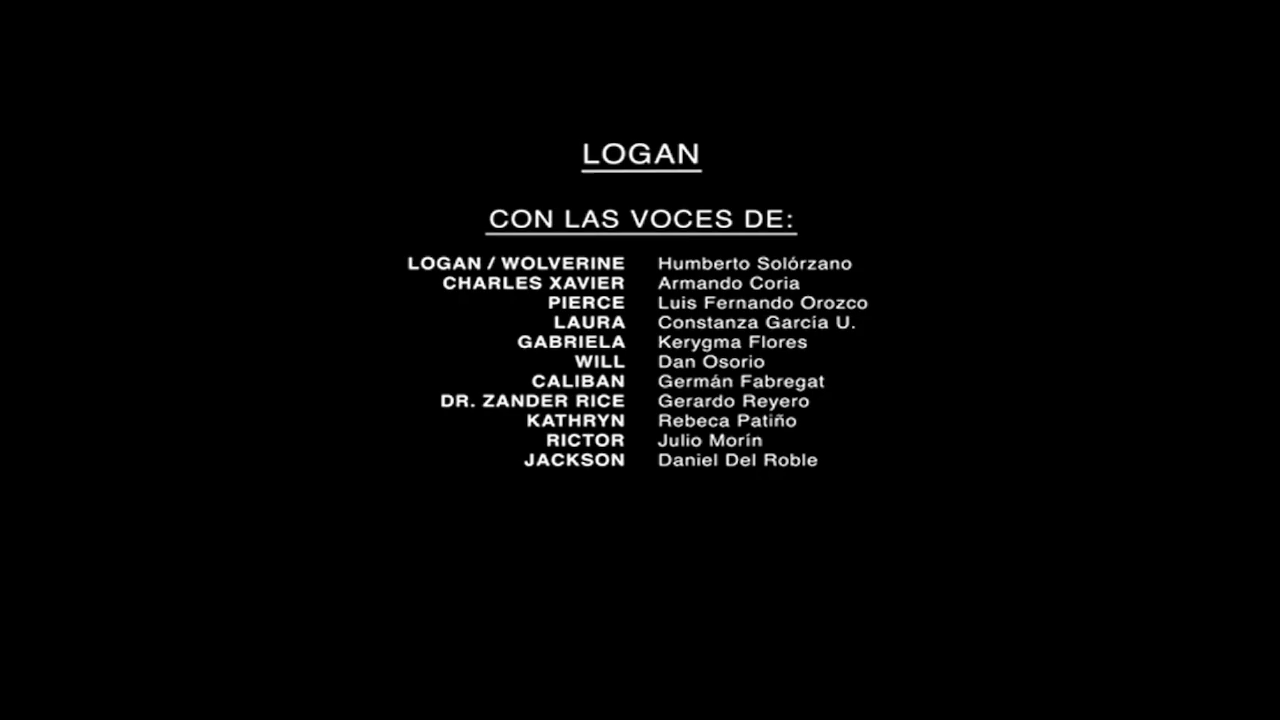 LOGAN
CON LAS VOCES DE:
LOGAN / WOLVERINE Humberto Solórzano
CHARLES XAVIER Armando Coria
PIERCE Luis Fernando Orozco
LAURA Constanza García U.
GABRIELA Kerygma Flores
WILL Dan Osorio
CALIBAN Germán Fabregat
DR. ZANDER RICE Gerardo Reyero
KATHRYN Rebeca Patiño
RICTOR Julio Morín
JACKSON Daniel Del Roble